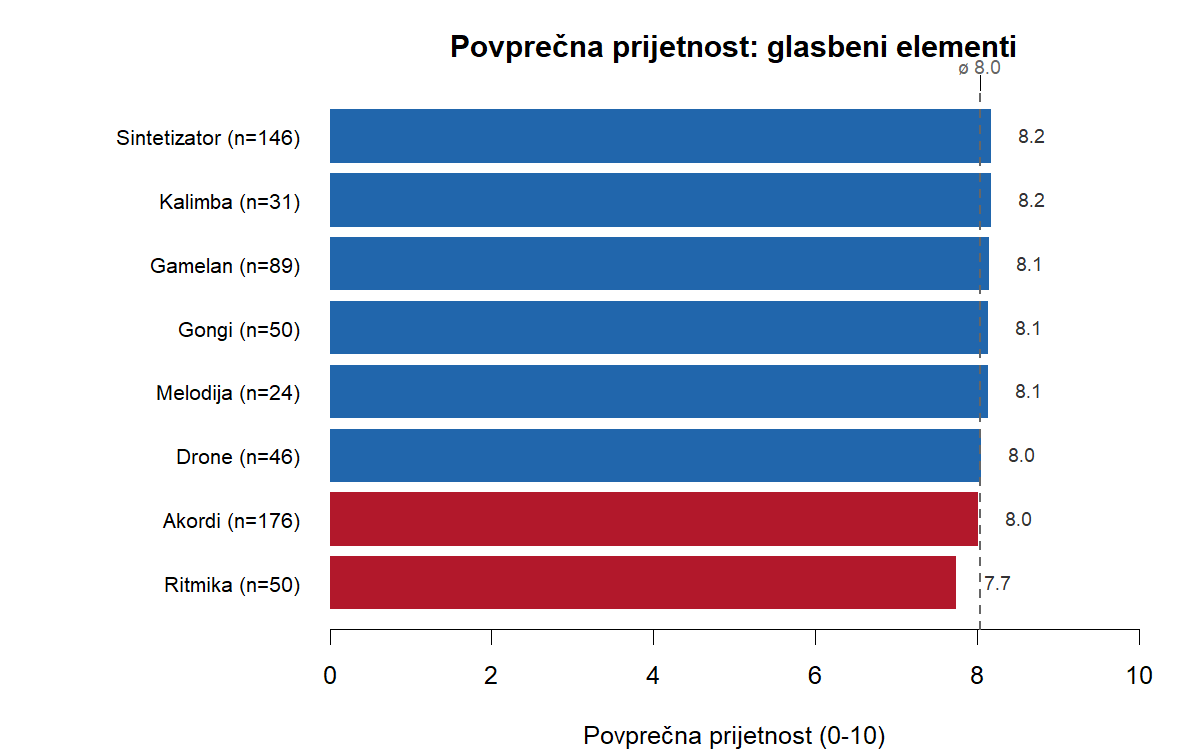 Povprečna prijetnost: glasbeni elementi
ø 8.0
Sintetizator (n=146) 8.2
Kalimba (n=31) 8.2
Gamelan (n=89) 8.1
Gongi (n=50) 8.1
Melodija (n=24) 8.1
Drone (n=46) 8.0
Akordi (n=176) 8.0
Ritmika (n=50) 7.7
0 2 4 6 8 10
Povprečna prijetnost (0-10)